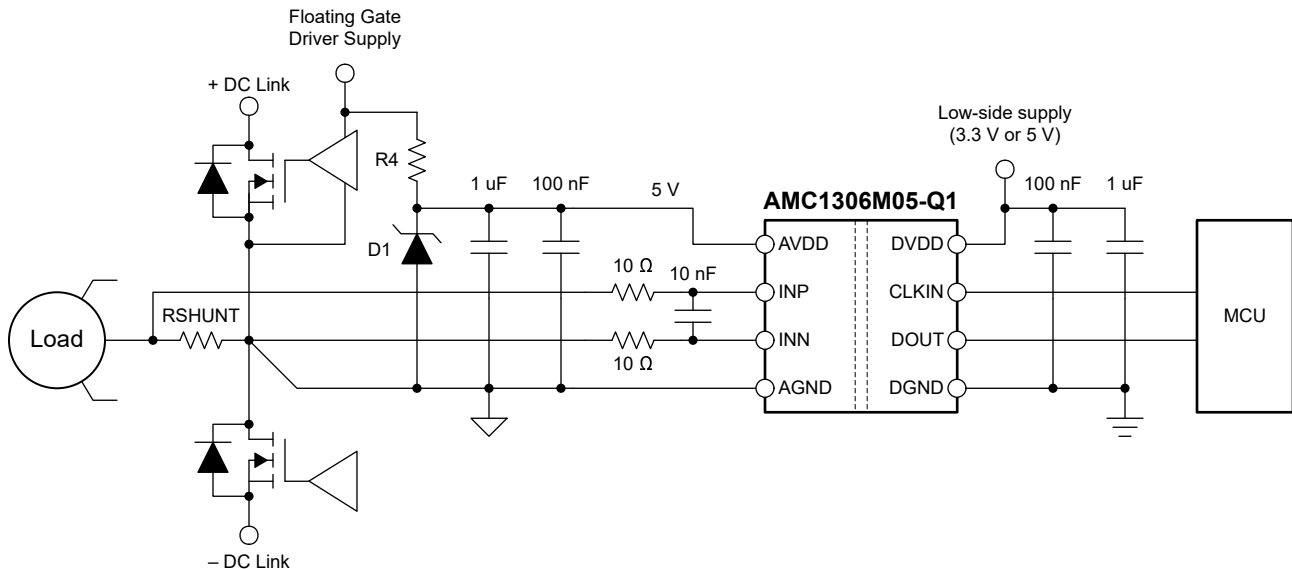 Floating Gate
Driver Supply
+ DC Link
Low-side supply
(3.3 V or 5 V)
R4
1 uF
100 nF
5 V
AMC1306M05-Q1
100 nF
1 uF
AVDD
DVDD
D1
10 Ω
10 nF
INP
CLKIN
RSHUNT
MCU
Load
INN
DOUT
10 Ω
AGND
DGND
– DC Link